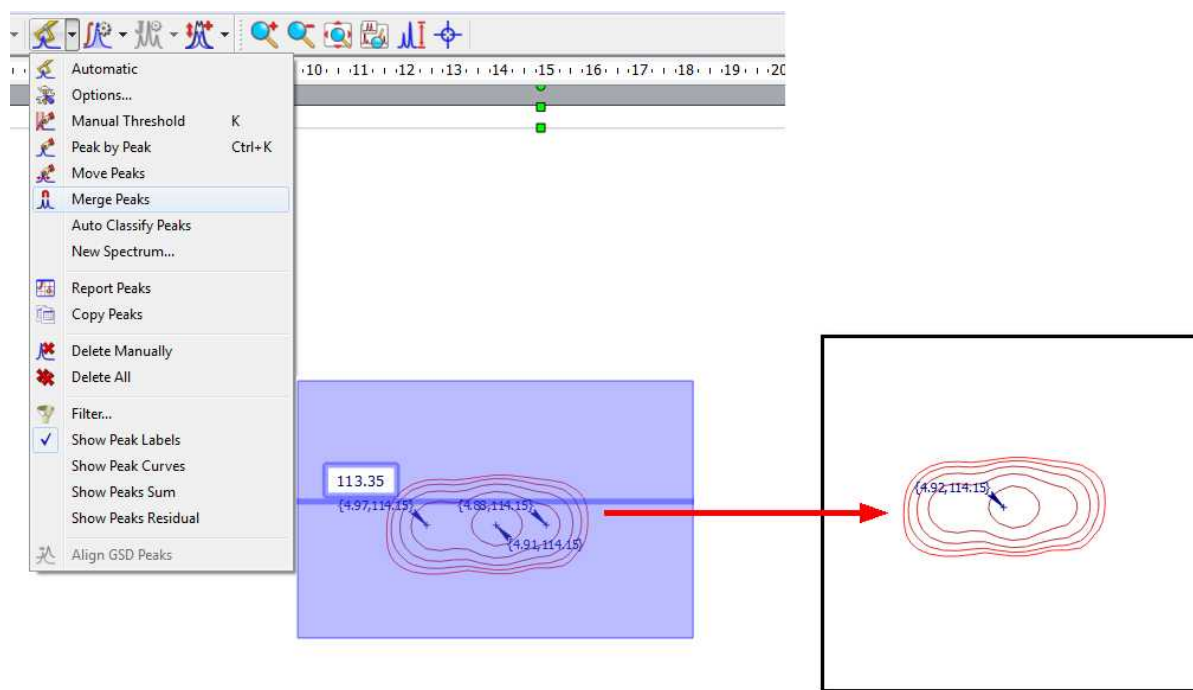 ·10· ·11· ·12· ·13· ·14· ·15· ·16· ·17· ·18· ·19· ·20
Automatic
Options...
Manual Threshold K
Peak by Peak Ctrl+K
Move Peaks
Merge Peaks
Auto Classify Peaks
New Spectrum...
Report Peaks
Copy Peaks
Delete Manually
Delete All
Filter...
Show Peak Labels
Show Peak Curves
Show Peaks Sum
Show Peaks Residual
Align GSD Peaks
113.35
{4.97,114.15} {4.88,114.15}
{4.91,114.15}
{4.92,114.15}